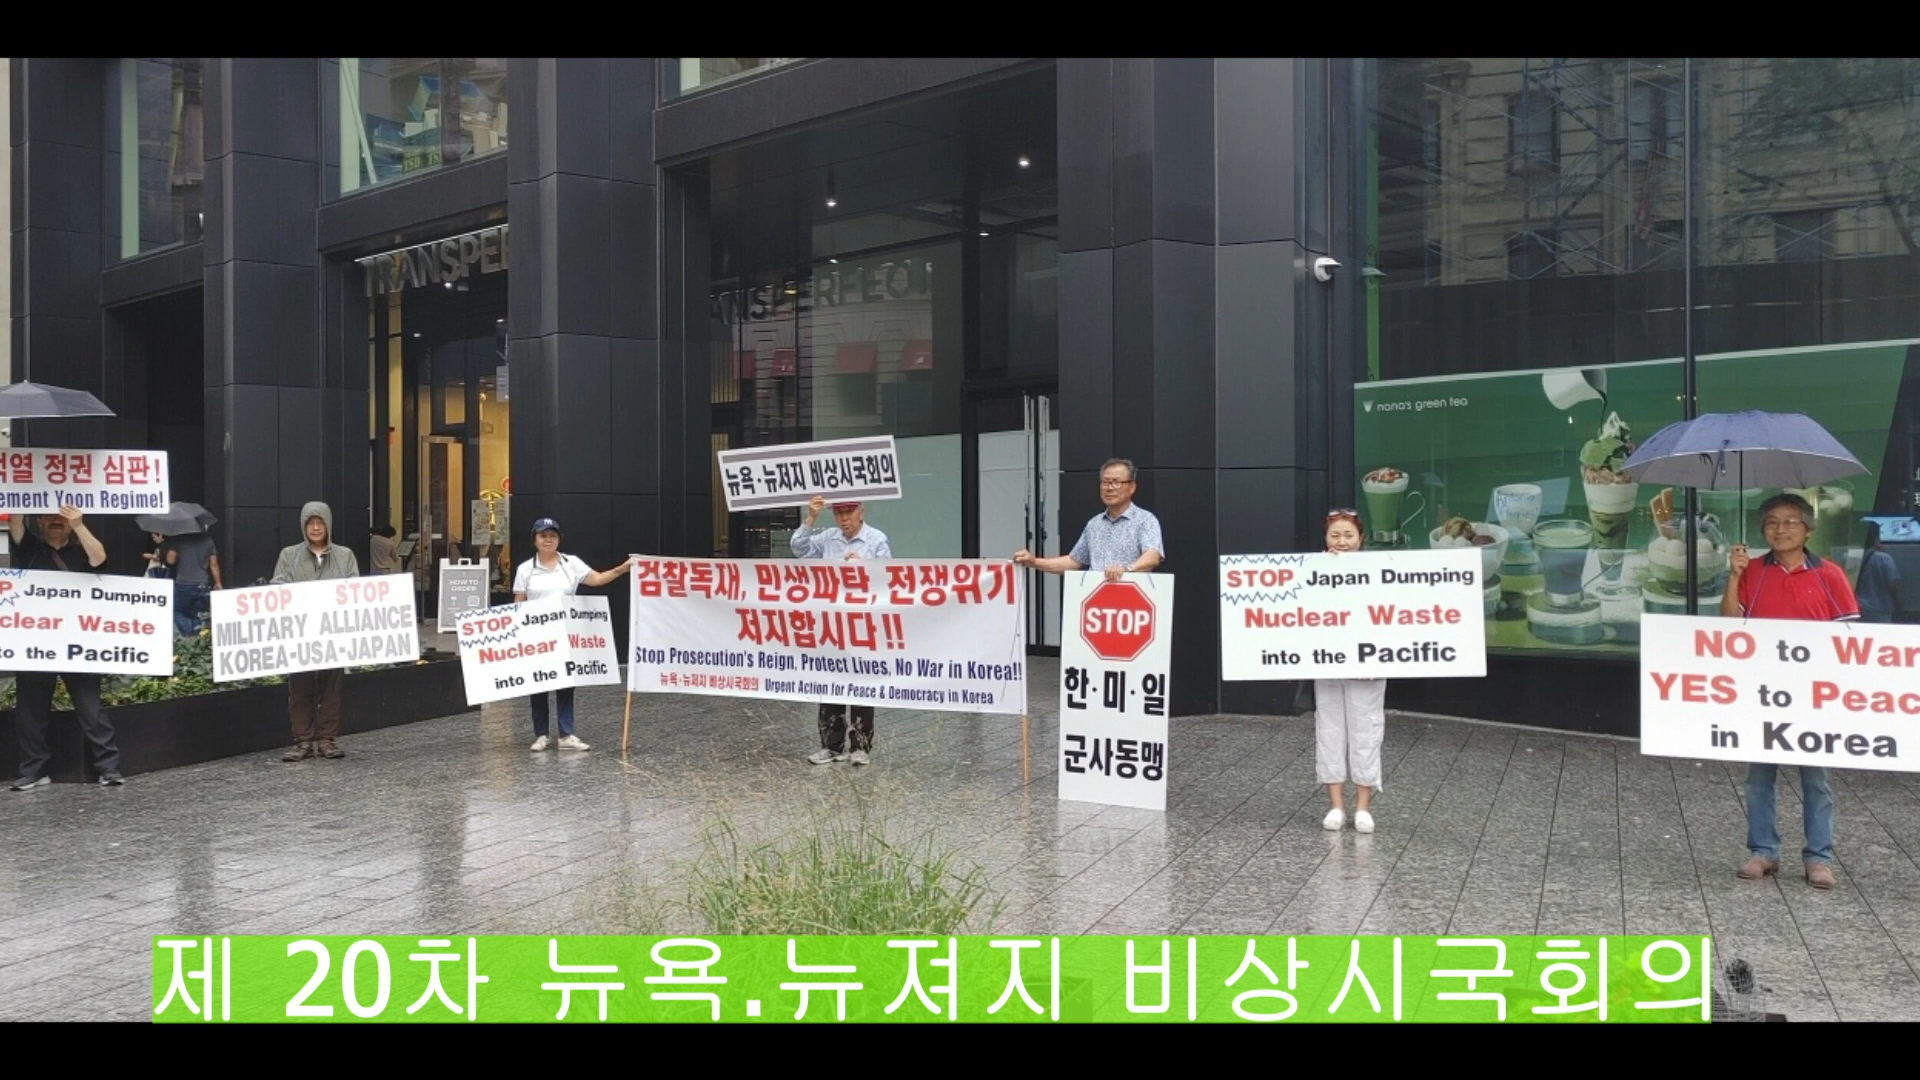 TRANSPE
nana's green tea
열 정권 심판!
ement Yoon Regime!
뉴욕·뉴저지 비상시국회의
Japan Dumping
clear Waste
to the Pacific
STOP STOP
MILITARY ALLIANCE
KOREA-USA-JAPAN
HOW TO
ORDER
STOP Japan Dumping
Nuclear Waste
into the Pacific
검찰독재, 민생파탄, 전쟁위기
저지합시다!!
Stop Prosecution's Reign, Protect Lives, No War in Korea!!
뉴욕·뉴저지 비상시국회의 Urgent Action for Peace & Democracy in Korea
STOP
한·미·일
군사동맹
STOP Japan Dumping
Nuclear Waste
into the Pacific
NO to War
YES to Peac
in Korea
제 20차 뉴욕.뉴져지 비상시국회의